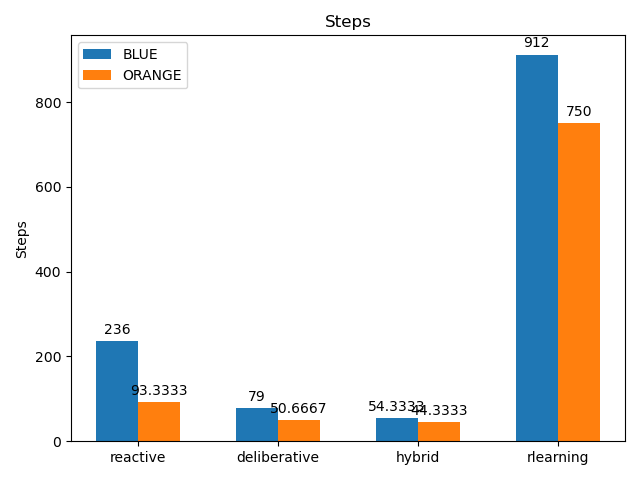 Steps
BLUE
ORANGE
Steps
800
600
400
200
0
236
93.3333
79
50.6667
54.3333
44.3333
912
750
reactive
deliberative
hybrid
rlearning